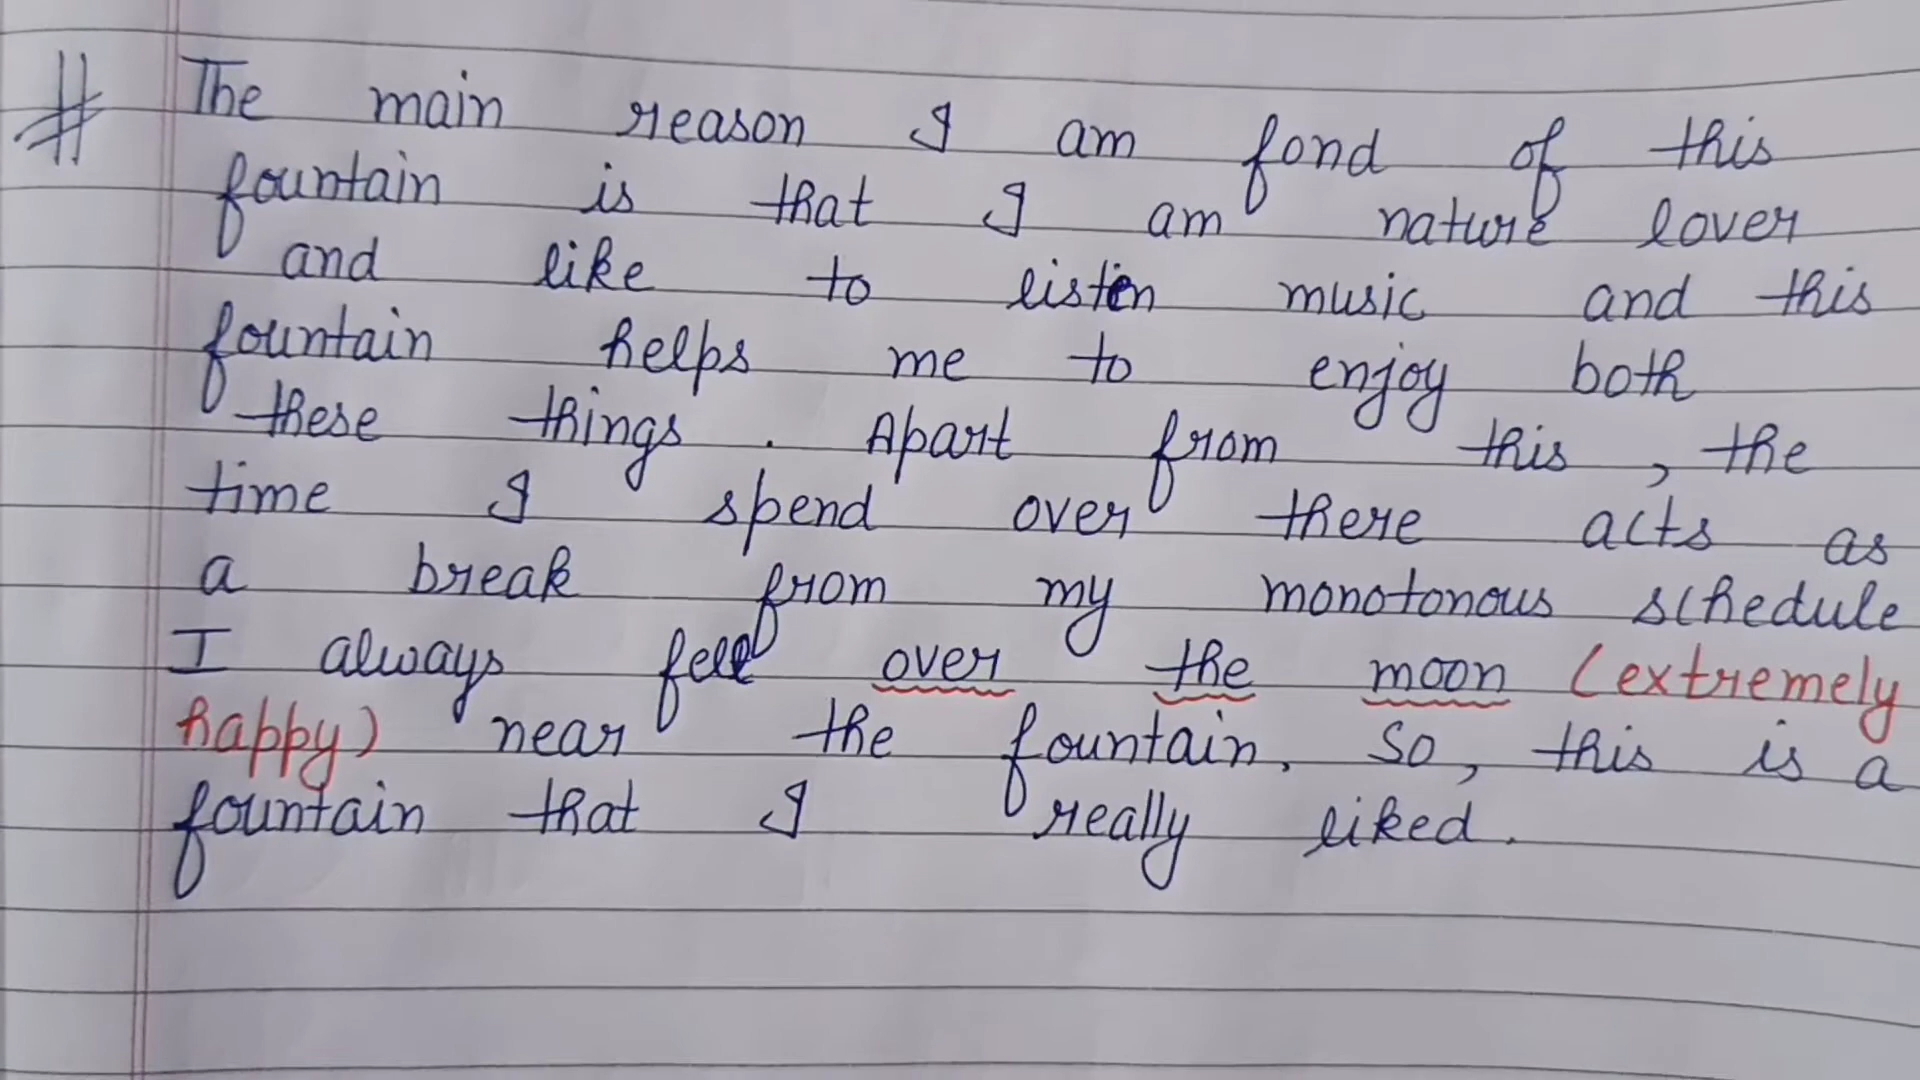 # The main reason I am fond of this
fountain is that I am nature lover
and like to listen music and this
fountain helps me to enjoy both
these things. Apart from this, the
time I spend over there acts as
a break from my monotonous schedule
I always feel over the moon (extremely
happy) near the fountain. So, this is a
fountain that I really liked.